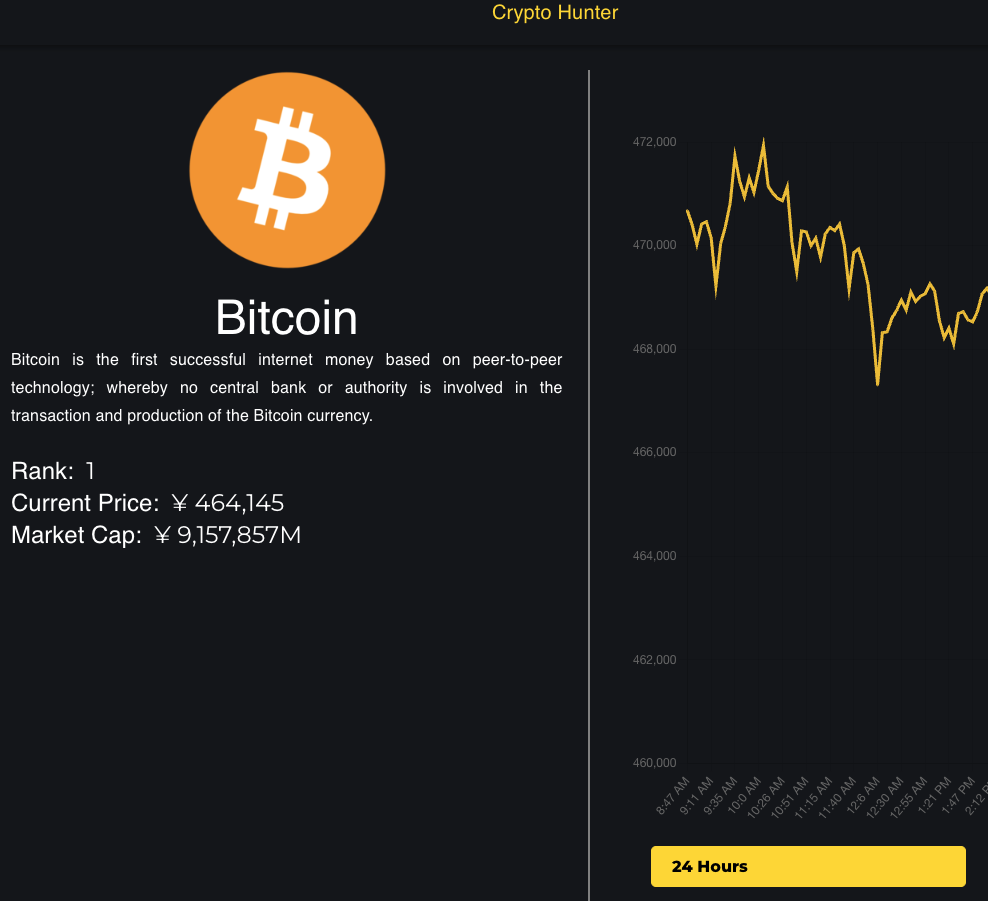 Crypto Hunter
Bitcoin
Bitcoin is the first successful internet money based on peer-to-peer
technology; whereby no central bank or authority is involved in the
transaction and production of the Bitcoin currency.
Rank: 1
Current Price: ¥ 464,145
Market Cap: ¥ 9,157,857M
472,000
470,000
468,000
466,000
464,000
462,000
460,000
8:47 AM
9:11 AM
9:35 AM
10:0 AM
10:26 AM
10:51 AM
11:15 AM
11:40 AM
12:6 AM
12:30 AM
12:55 AM
1:21 PM
1:47 PM
2:12
24 Hours